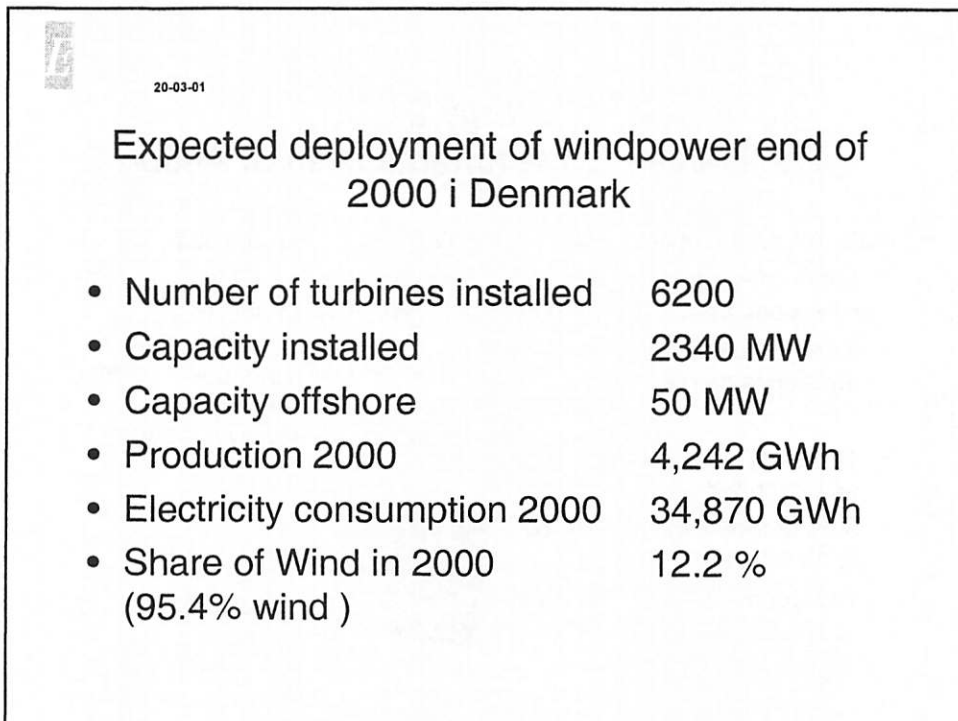 20-03-01
Expected deployment of windpower end of
2000 i Denmark
• Number of turbines installed 6200
• Capacity installed 2340 MW
• Capacity offshore 50 MW
• Production 2000 4,242 GWh
• Electricity consumption 2000 34,870 GWh
• Share of Wind in 2000 12.2 %
(95.4% wind )